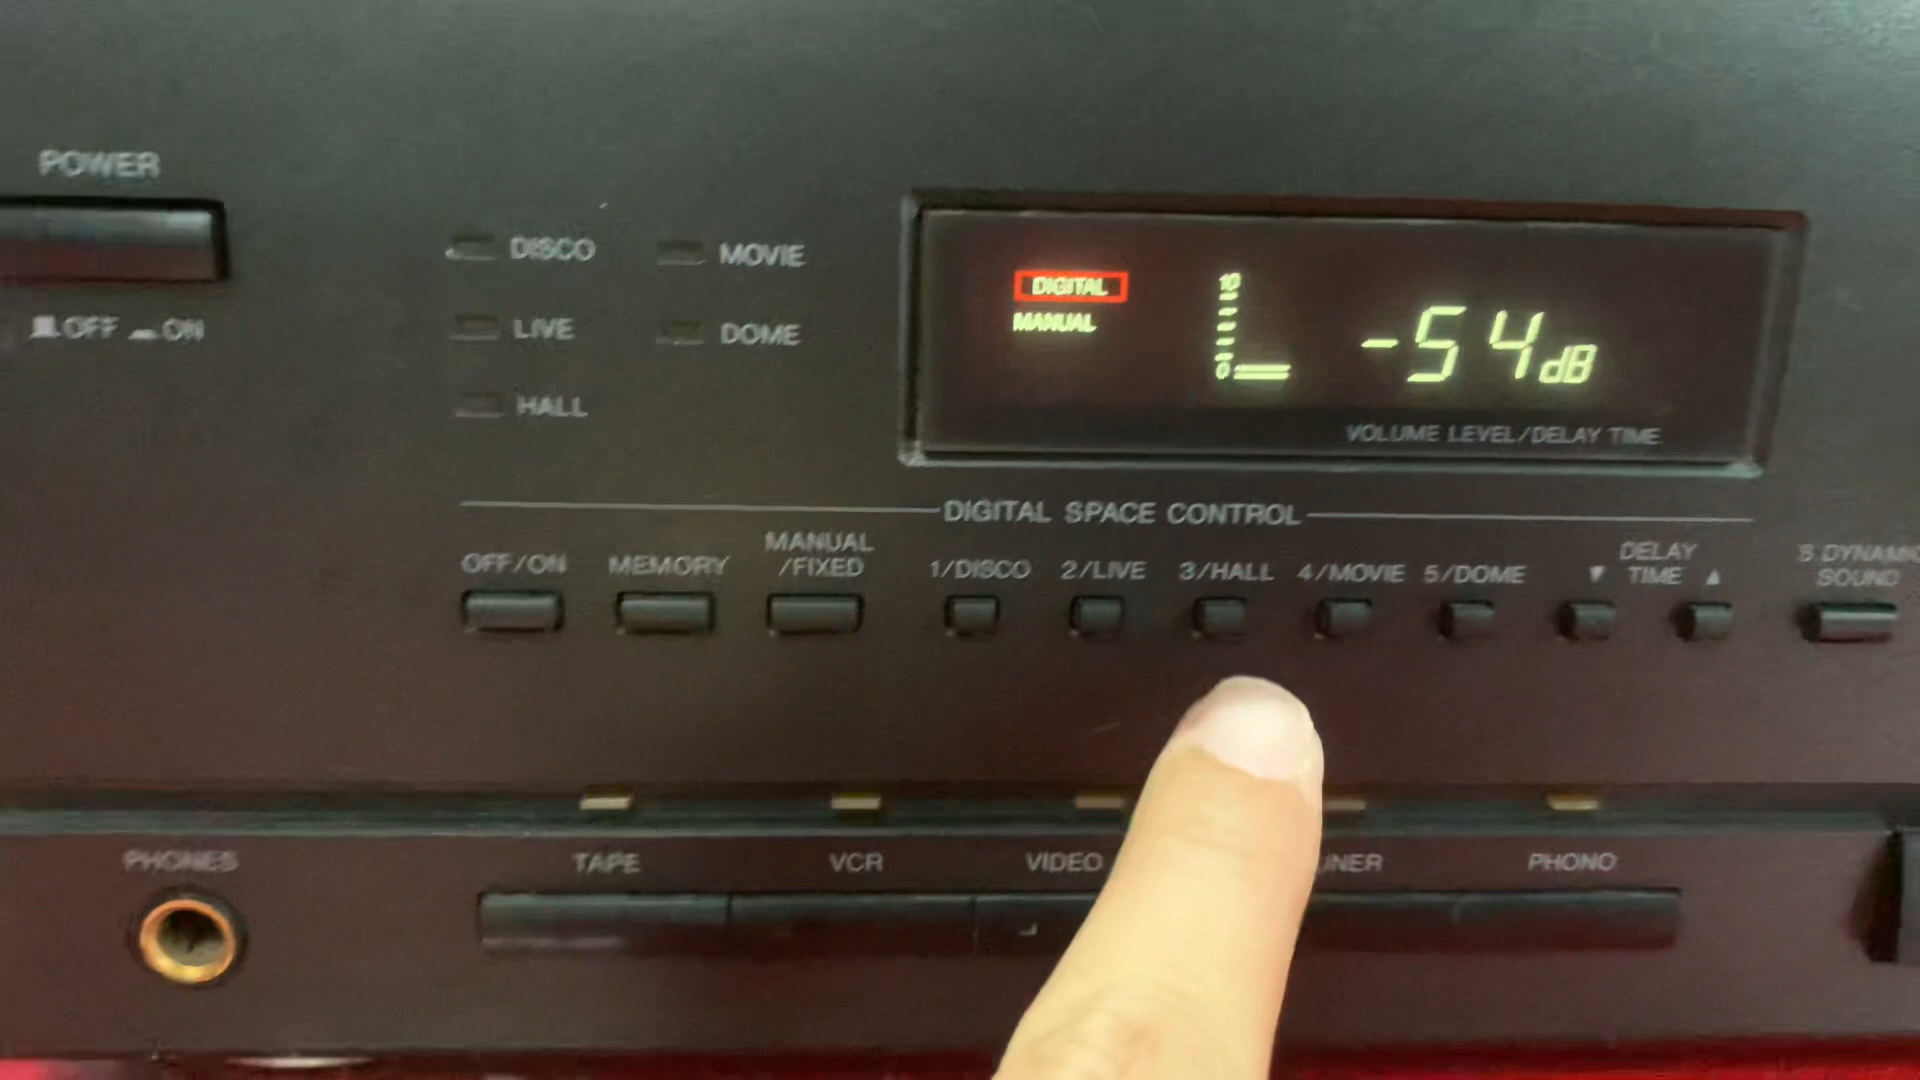 POWER
OFF ON
DISCO
MOVIE
LIVE
DOME
HALL
DIGITAL
MANUAL
10
0
-54dB
VOLUME LEVEL/DELAY TIME
DIGITAL SPACE CONTROL
OFF/ON
MEMORY
MANUAL
/FIXED
1/DISCO
2/LIVE
3/HALL
4/MOVIE
5/DOME
DELAY
▼ TIME ▲
SOUND
PHONES
TAPE
VCR
VIDEO
PHONO